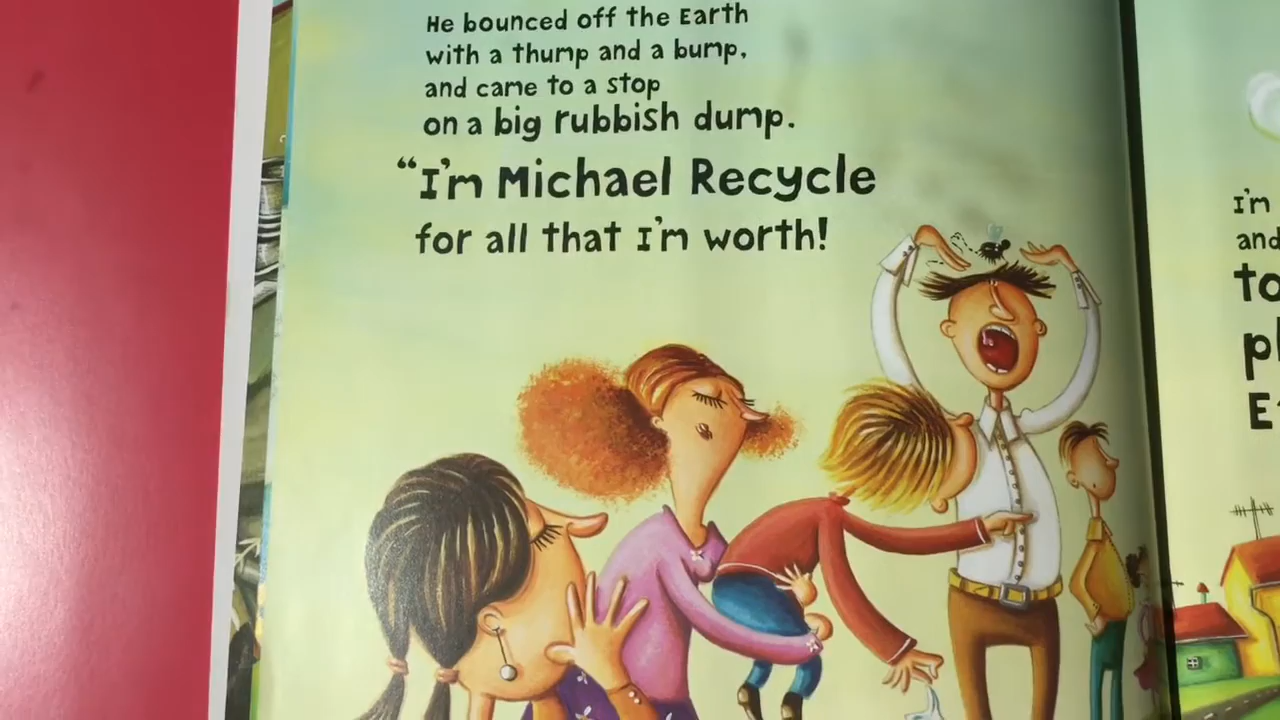 He bounced off the Earth
with a thump and a bump,
and came to a stop
on a big rubbish dump.
“I'm Michael Recycle
for all that I'm worth!
I'm
and